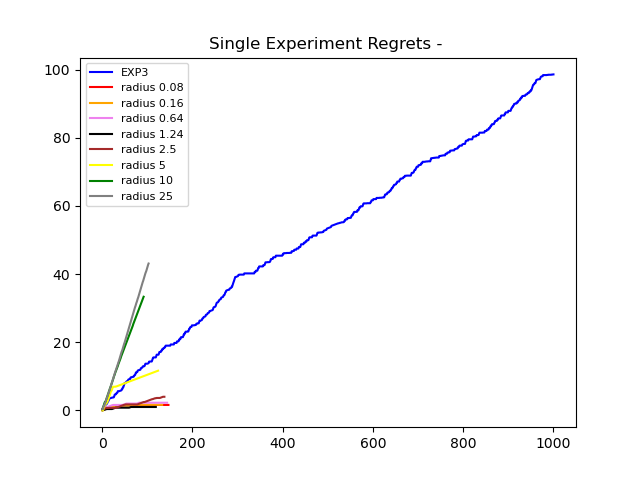 Single Experiment Regrets -
100
80
60
40
20
0
EXP3
radius 0.08
radius 0.16
radius 0.64
radius 1.24
radius 2.5
radius 5
radius 10
radius 25
0 200 400 600 800 1000